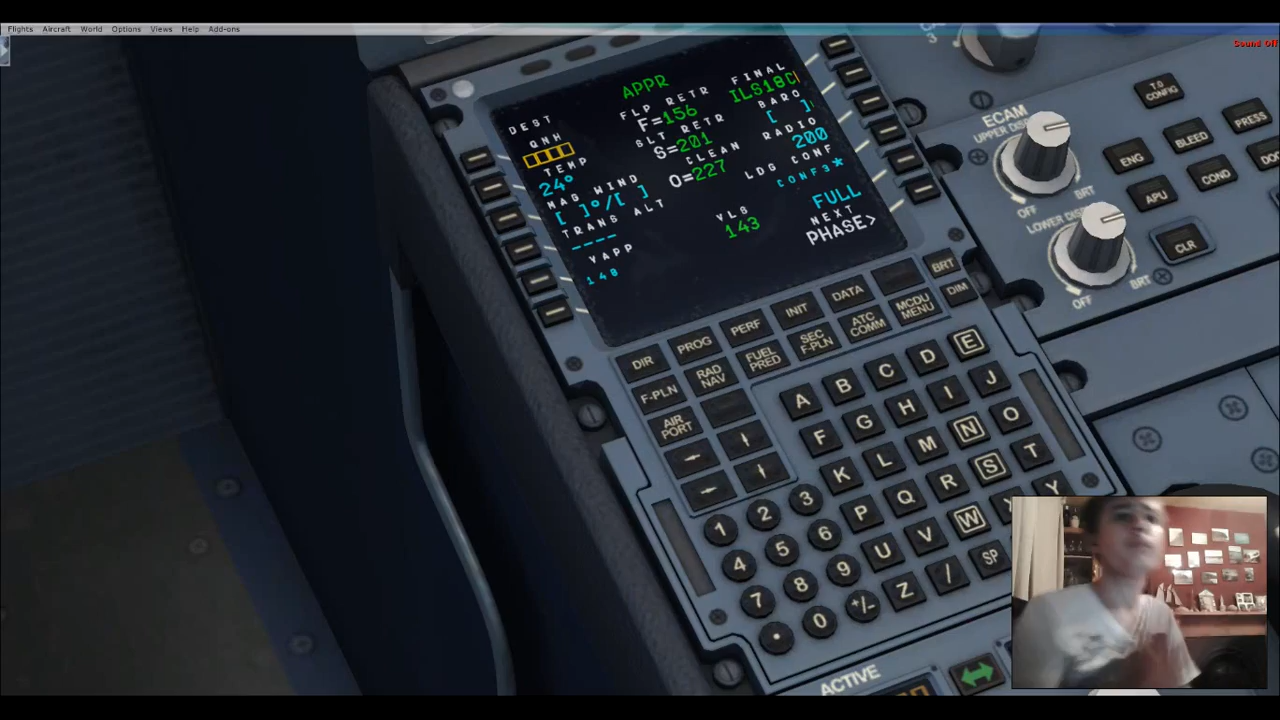 Flights Aircraft World Options Views Help Add-ons
Sound Off
APPR
DEST FLP RETR FINAL
QNH F=156 ILS18C
SLT RETR BARO
TEMP S=201 [ ]
24° CLEAN RADIO
MAG WIND O=227 200
[ ]°/[ ] LDG CONF
TRANS ALT CONF3*
---- VLS FULL
VAPP 143 NEXT
148 PHASE>
DIR PROG PERF INIT DATA BRT
F-PLN RAD NAV FUEL PRED SEC F-PLN ATC COMM MCDU MENU DIM
AIR PORT
A B C D E
F G H I J
K L M N O
P Q R S T
U V W Y
Z / SP
1 2 3
4 5 6
7 8 9
. 0 +/-
ACTIVE
ECAM
UPPER
OFF BRT
LOWER
OFF BRT
T.O CONFIG
ENG BLEED PRESS
APU COND
CLR